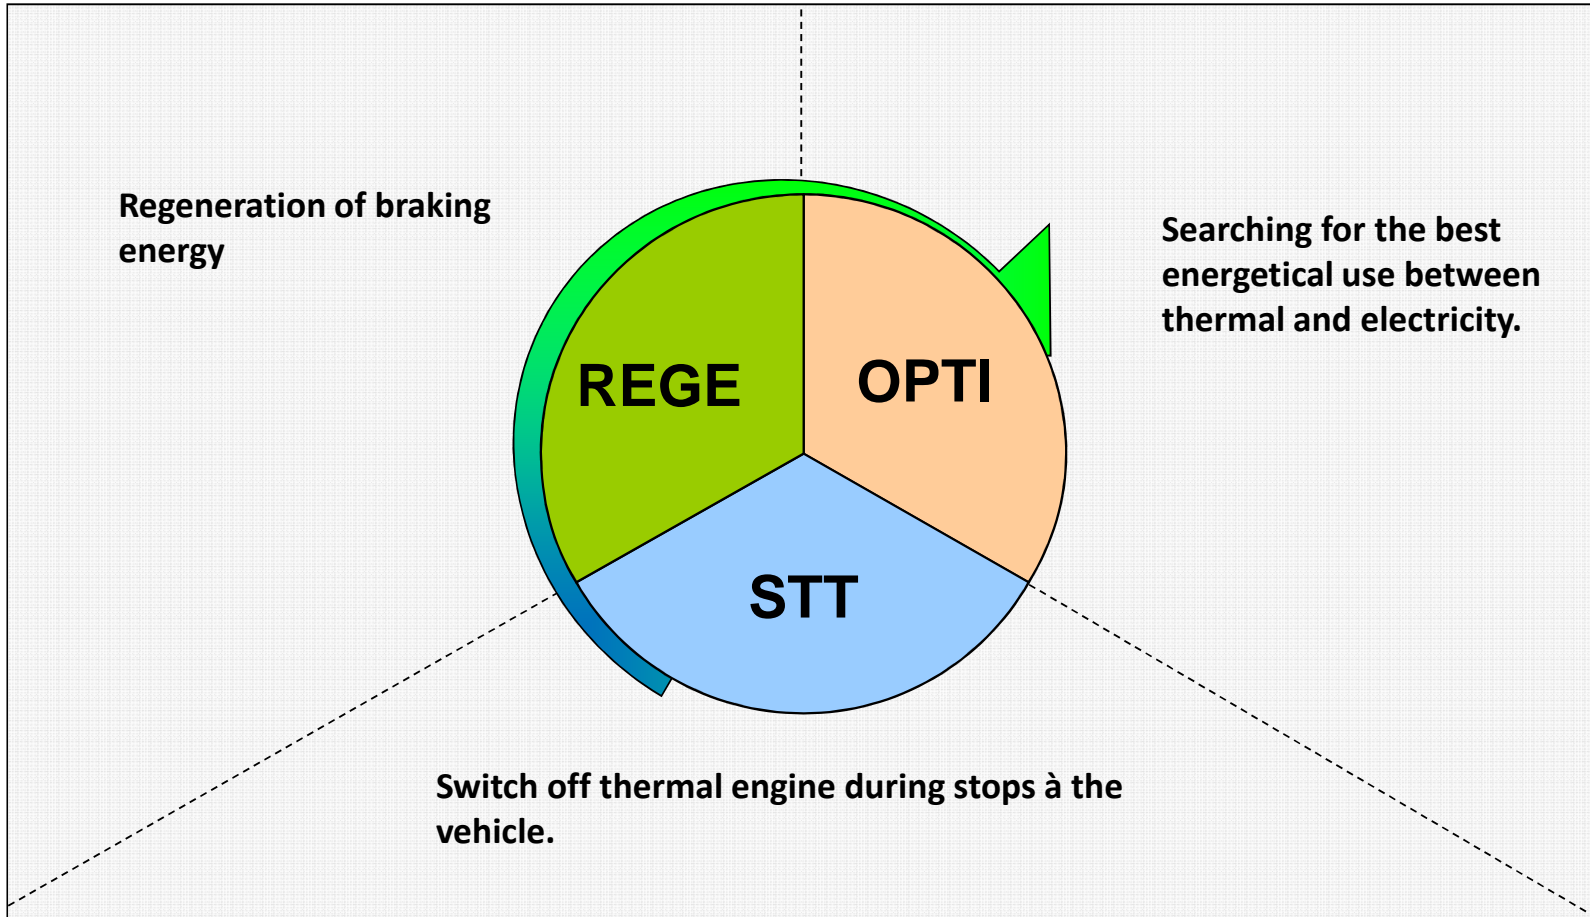 Regeneration of braking
energy
Searching for the best
energetical use between
thermal and electricity.
REGE
OPTI
STT
Switch off thermal engine during stops à the
vehicle.